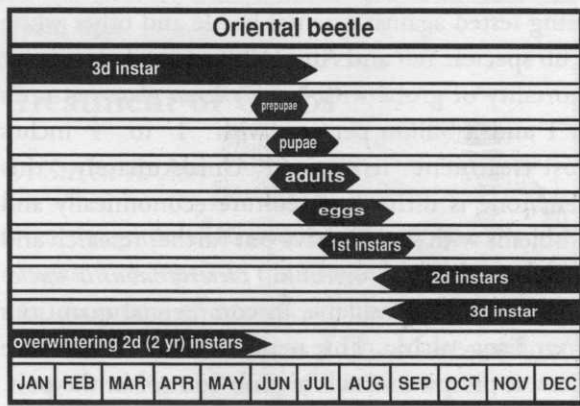 Oriental beetle
3d instar
prepupae
pupae
adults
eggs
1st instars
2d instars
3d instar
overwintering 2d (2 yr) instars
JAN FEB MAR APR MAY JUN JUL AUG SEP OCT NOV DEC